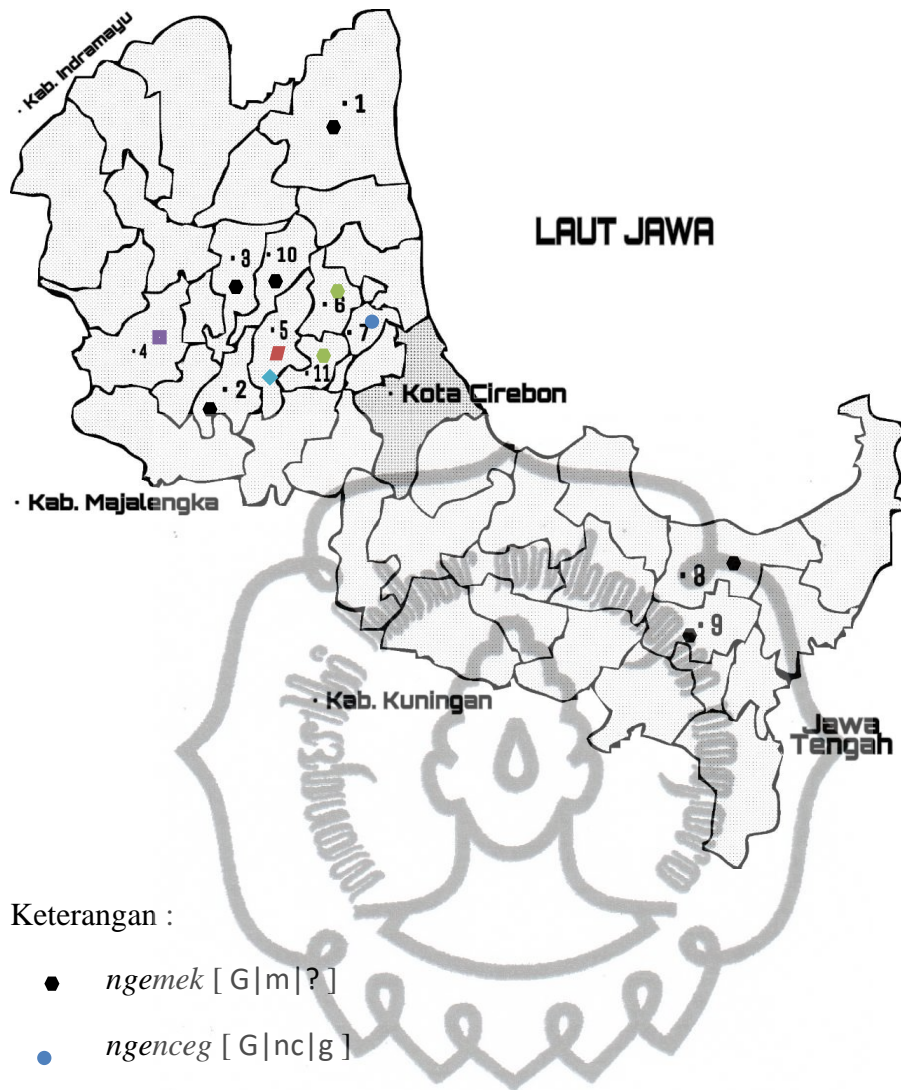 · Kab. Indramayu
· 1
LAUT JAWA
· 3
· 10
· 6
· 5
· 7
· 4
· 11
· 2
· Kota Cirebon
· Kab. Majalengka
· 8
· 9
· Kab. Kuningan
Jawa
Tengah
Keterangan :
ngemek [ G|m|? ]
ngenceg [ G|nc|g ]